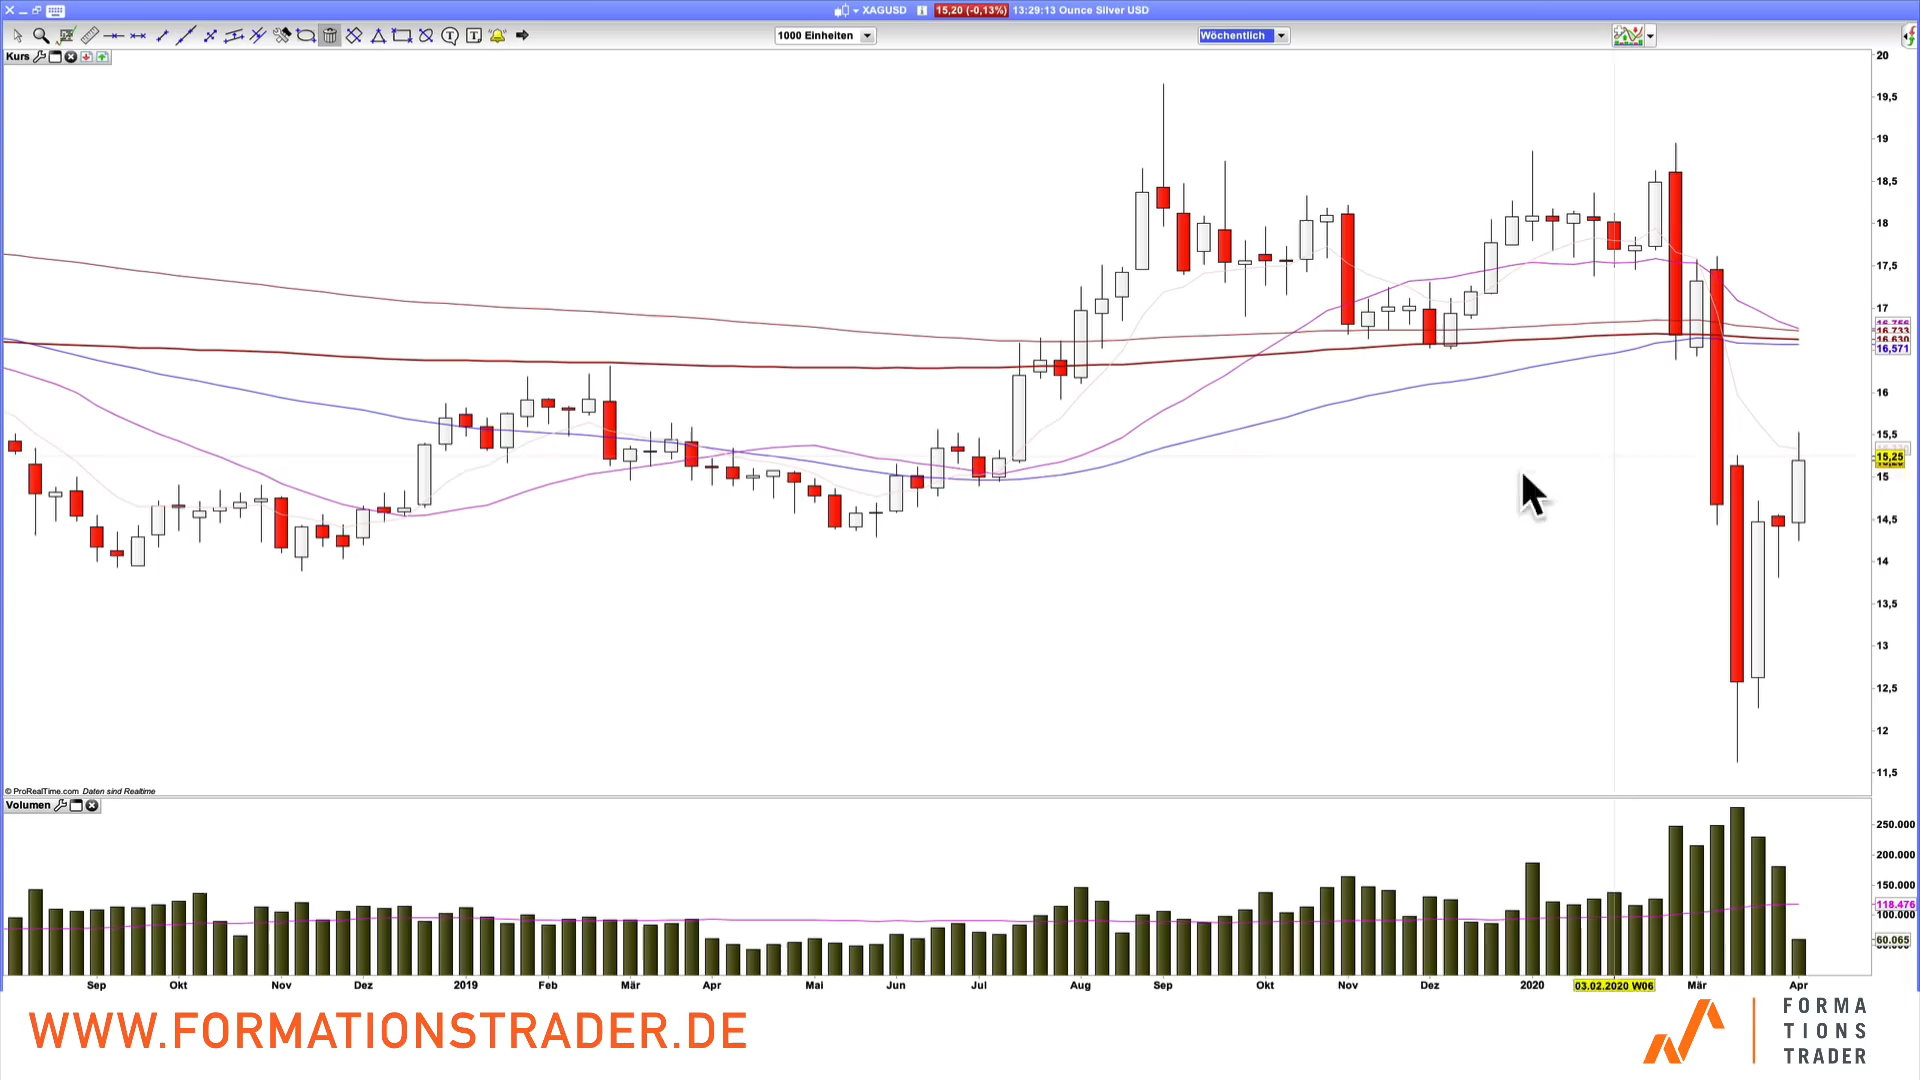 XAGUSD 15,20 (-0,13%) 13:29:13 Ounce Silver USD
1000 Einheiten
Wöchentlich
Kurs
20
19,5
19
18,5
18
17,5
17
16,733
16,630
16,571
16
15,5
15,25
15
14,5
14
13,5
13
12,5
12
11,5
© ProRealTime.com Daten sind Realtime
Volumen
250.000
200.000
150.000
118.476
100.000
60.065
Sep Okt Nov Dez 2019 Feb Mär Apr Mai Jun Jul Aug Sep Okt Nov Dez 2020 03.02.2020 W06 Mär Apr
WWW.FORMATIONSTRADER.DE
FORMA
TIONS
TRADER